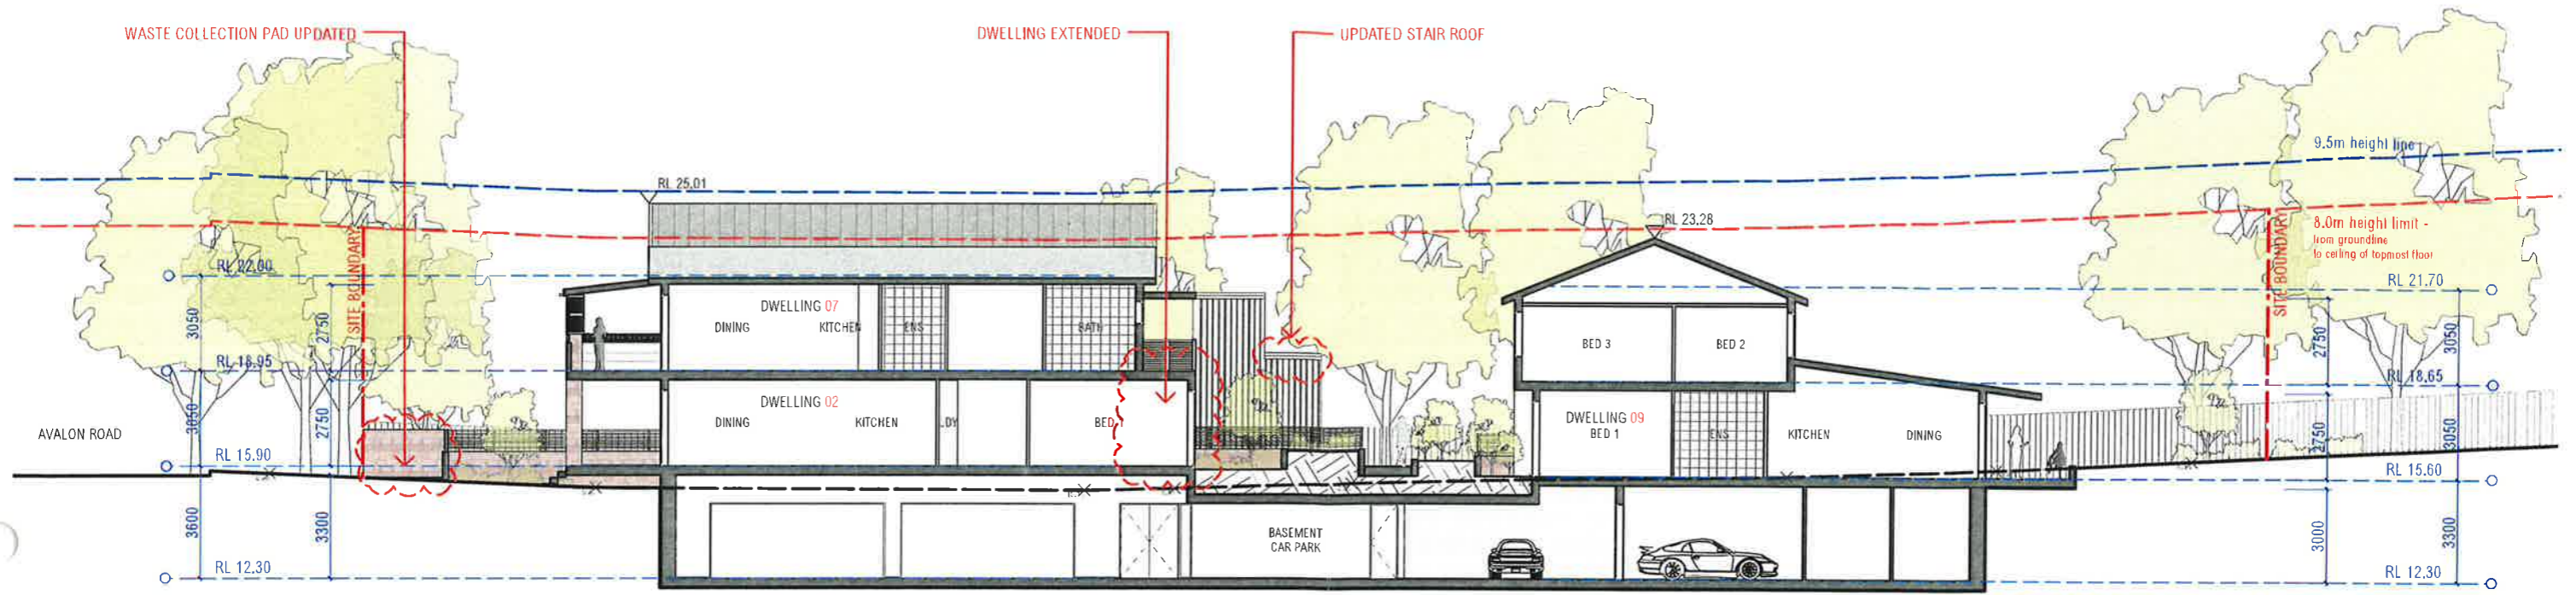 WASTE COLLECTION PAD UPDATED
DWELLING EXTENDED
UPDATED STAIR ROOF
9.5m height line
RL 25.01
RL 23.28
8.0m height limit -
from groundline
to ceiling of topmost floor
SITE BOUNDARY
SITE BOUNDARY
RL 22.00
RL 21.70
DWELLING 07
DINING
KITCHEN
ENS
BATH
BED 3
BED 2
3050
2750
2750
3050
RL 18.95
RL 18.65
DWELLING 02
DINING
KITCHEN
LDY
BED 1
DWELLING 09
BED 1
ENS
KITCHEN
DINING
AVALON ROAD
3050
2750
2750
3050
RL 15.90
RL 15.60
BASEMENT
CAR PARK
3600
3300
3000
3300
RL 12.30
RL 12.30